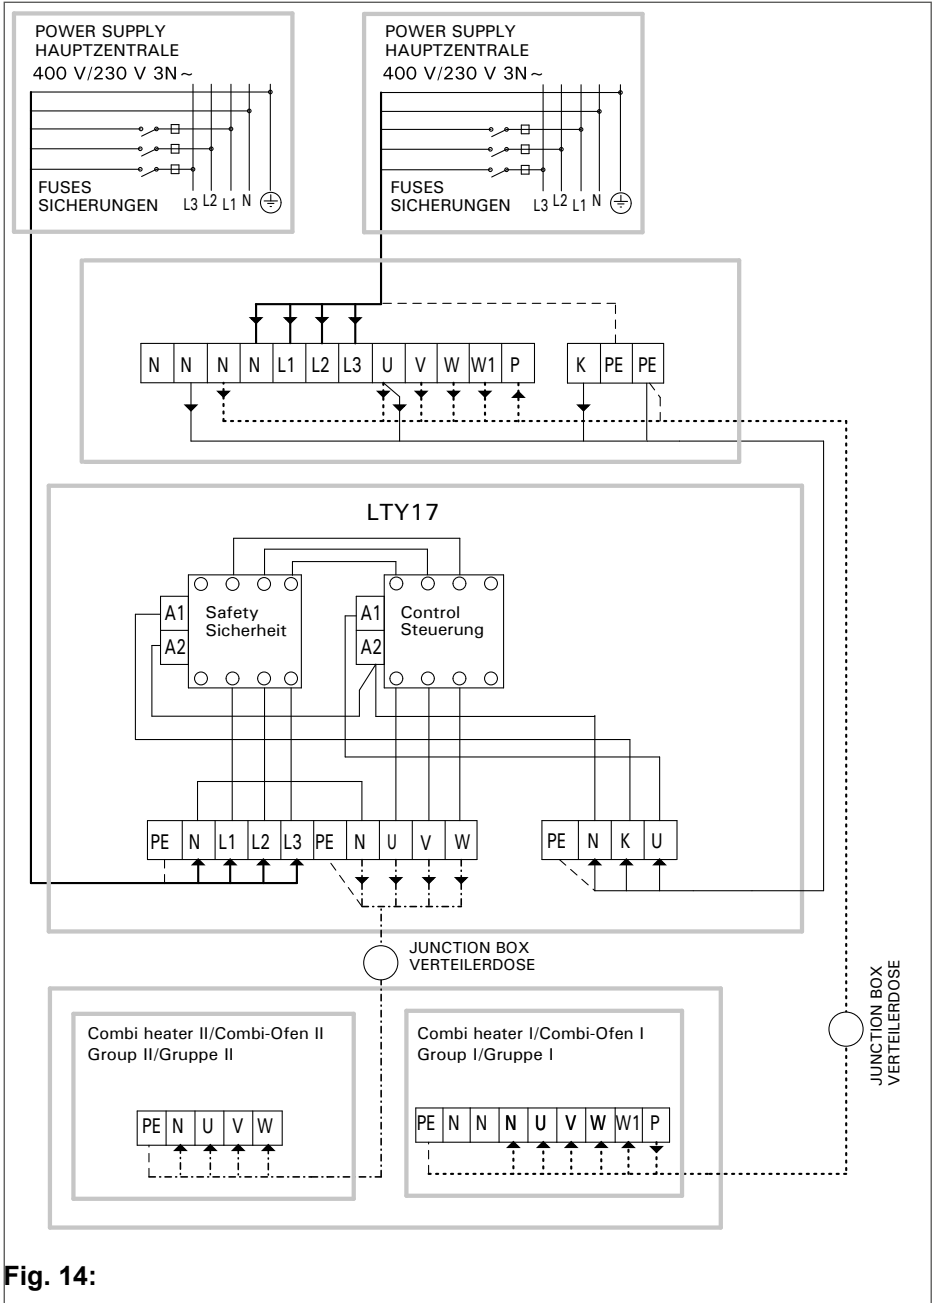 POWER SUPPLY
HAUPTZENTRALE
400 V/230 V 3N ~
FUSES
SICHERUNGEN
L3 L2 L1 N
POWER SUPPLY
HAUPTZENTRALE
400 V/230 V 3N ~
FUSES
SICHERUNGEN
L3 L2 L1 N
N N N N L1 L2 L3 U V W W1 P
K PE PE
LTY17
A1
A2
Safety
Sicherheit
A1
A2
Control
Steuerung
PE N L1 L2 L3 PE N U V W
PE N K U
JUNCTION BOX
VERTEILERDOSE
JUNCTION BOX
VERTEILERDOSE
Combi heater II/Combi-Ofen II
Group II/Gruppe II
PE N U V W
Combi heater I/Combi-Ofen I
Group I/Gruppe I
PE N N N U V W W1 P
Fig. 14: